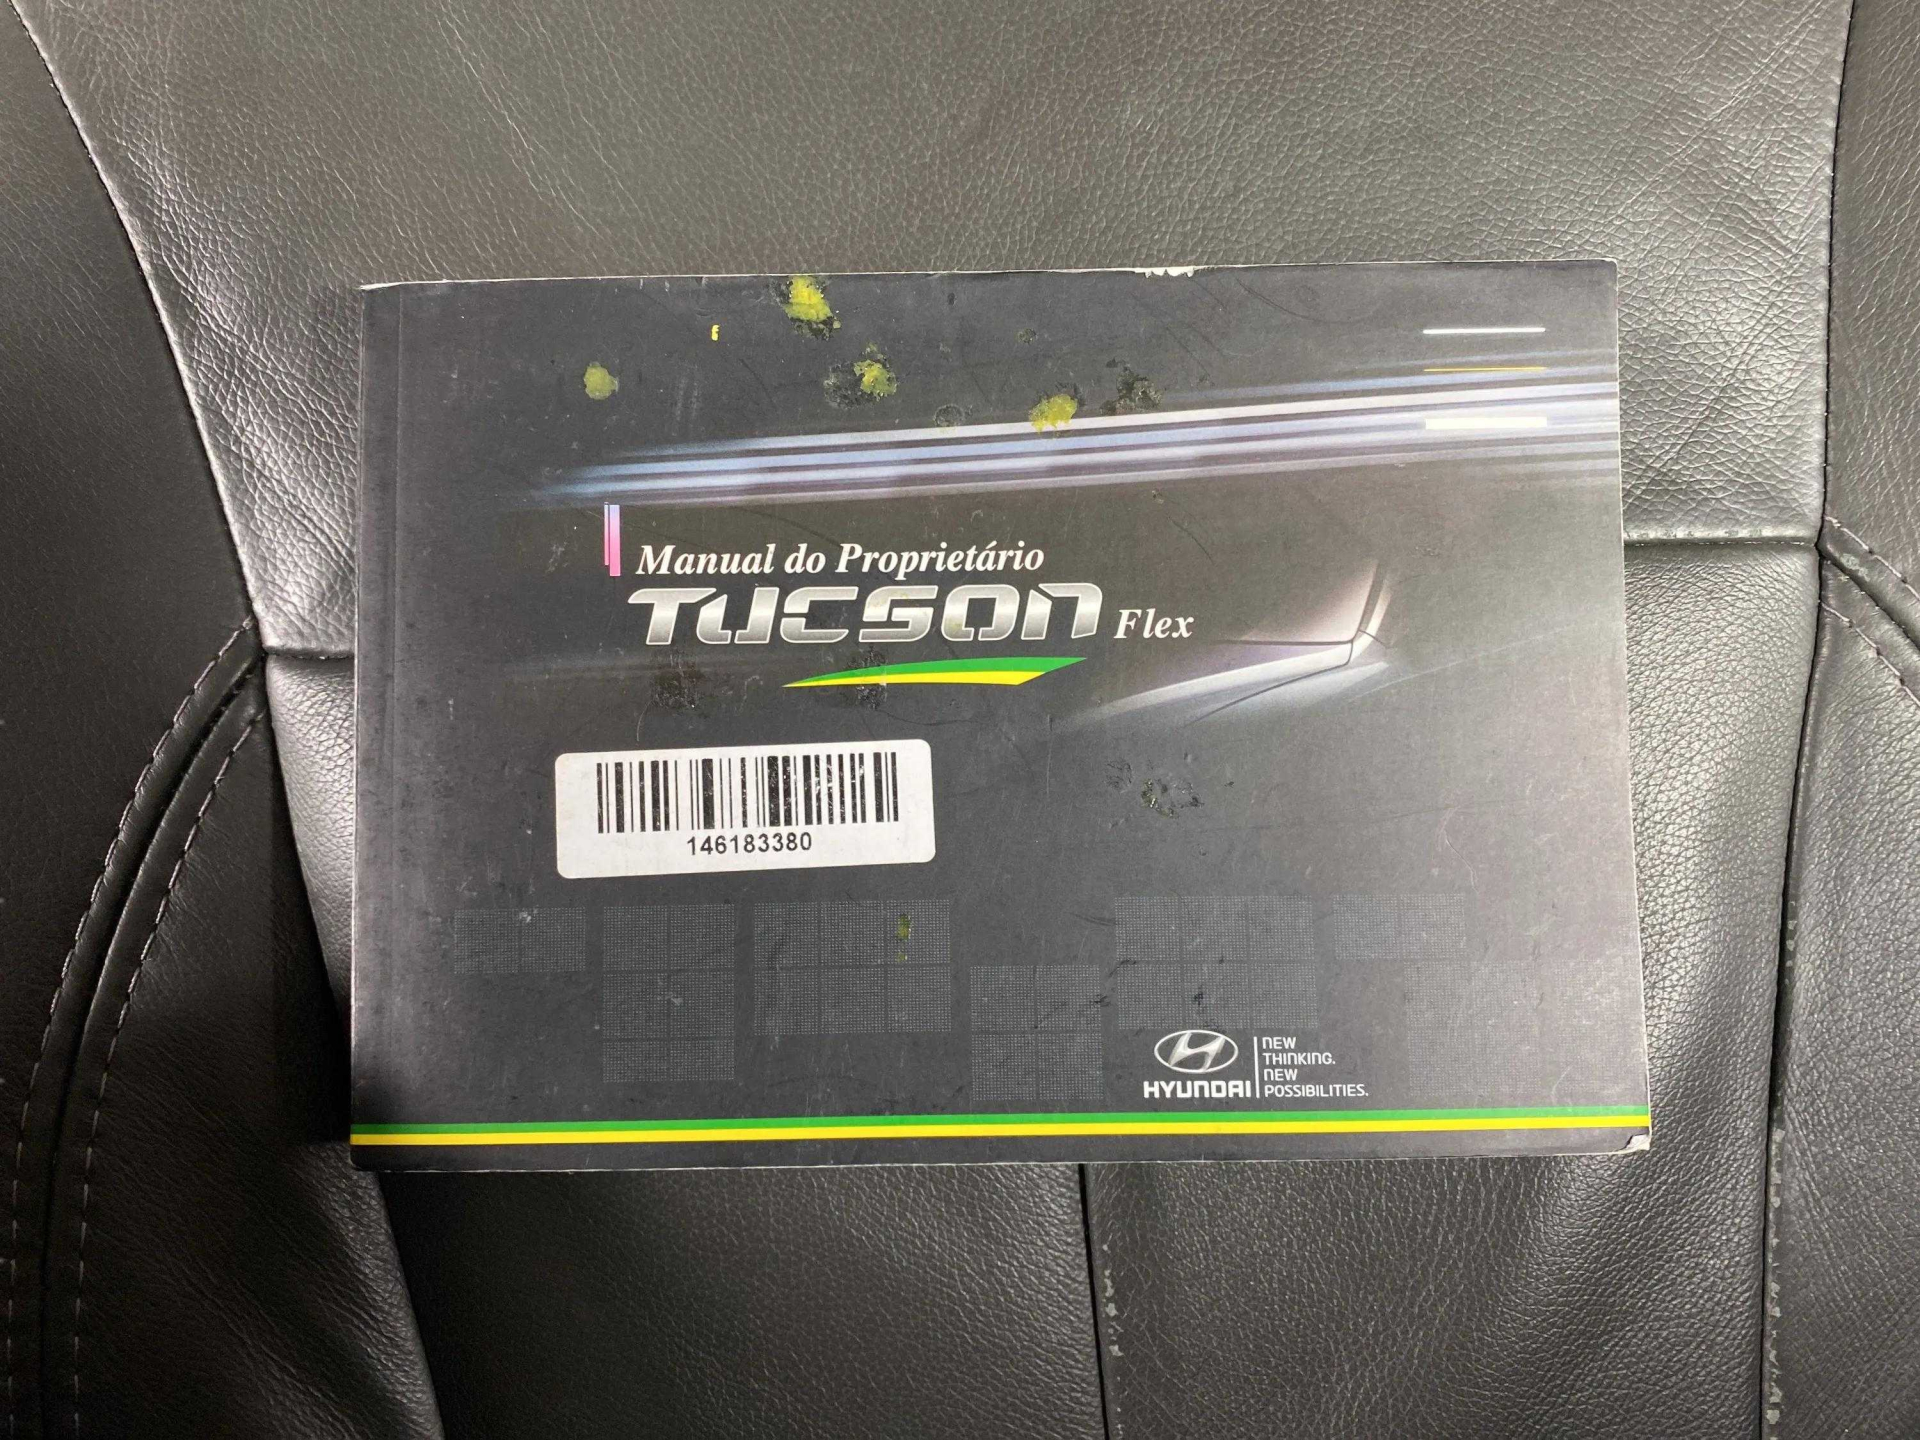 Manual do Proprietário
TUCSON Flex
146183380
HYUNDAI
NEW
THINKING.
NEW
POSSIBILITIES.